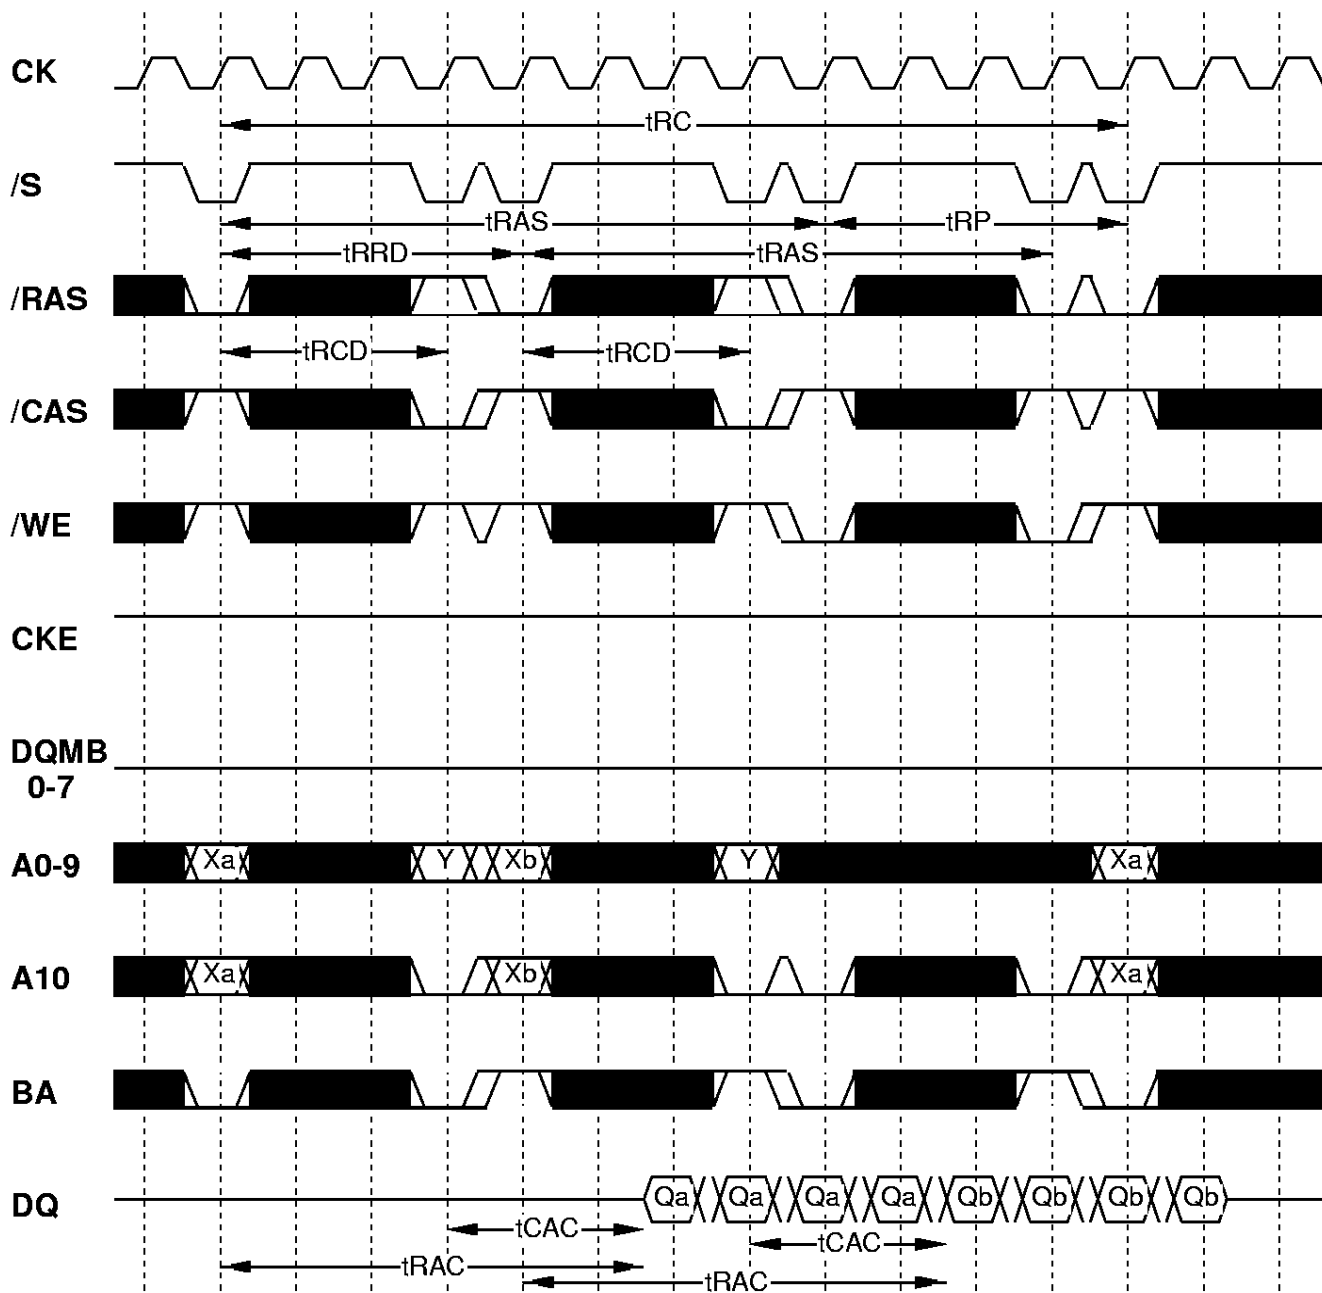 CK
tRC
/S
tRAS tRP
tRRD tRAS
/RAS
tRCD tRCD
/CAS
/WE
CKE
DQMB
0-7
A0-9 Xa Y Xb Y Xa
A10 Xa Xb Xa
BA
DQ Qa Qa Qa Qa Qb Qb Qb Qb
tCAC tCAC
tRAC tRAC